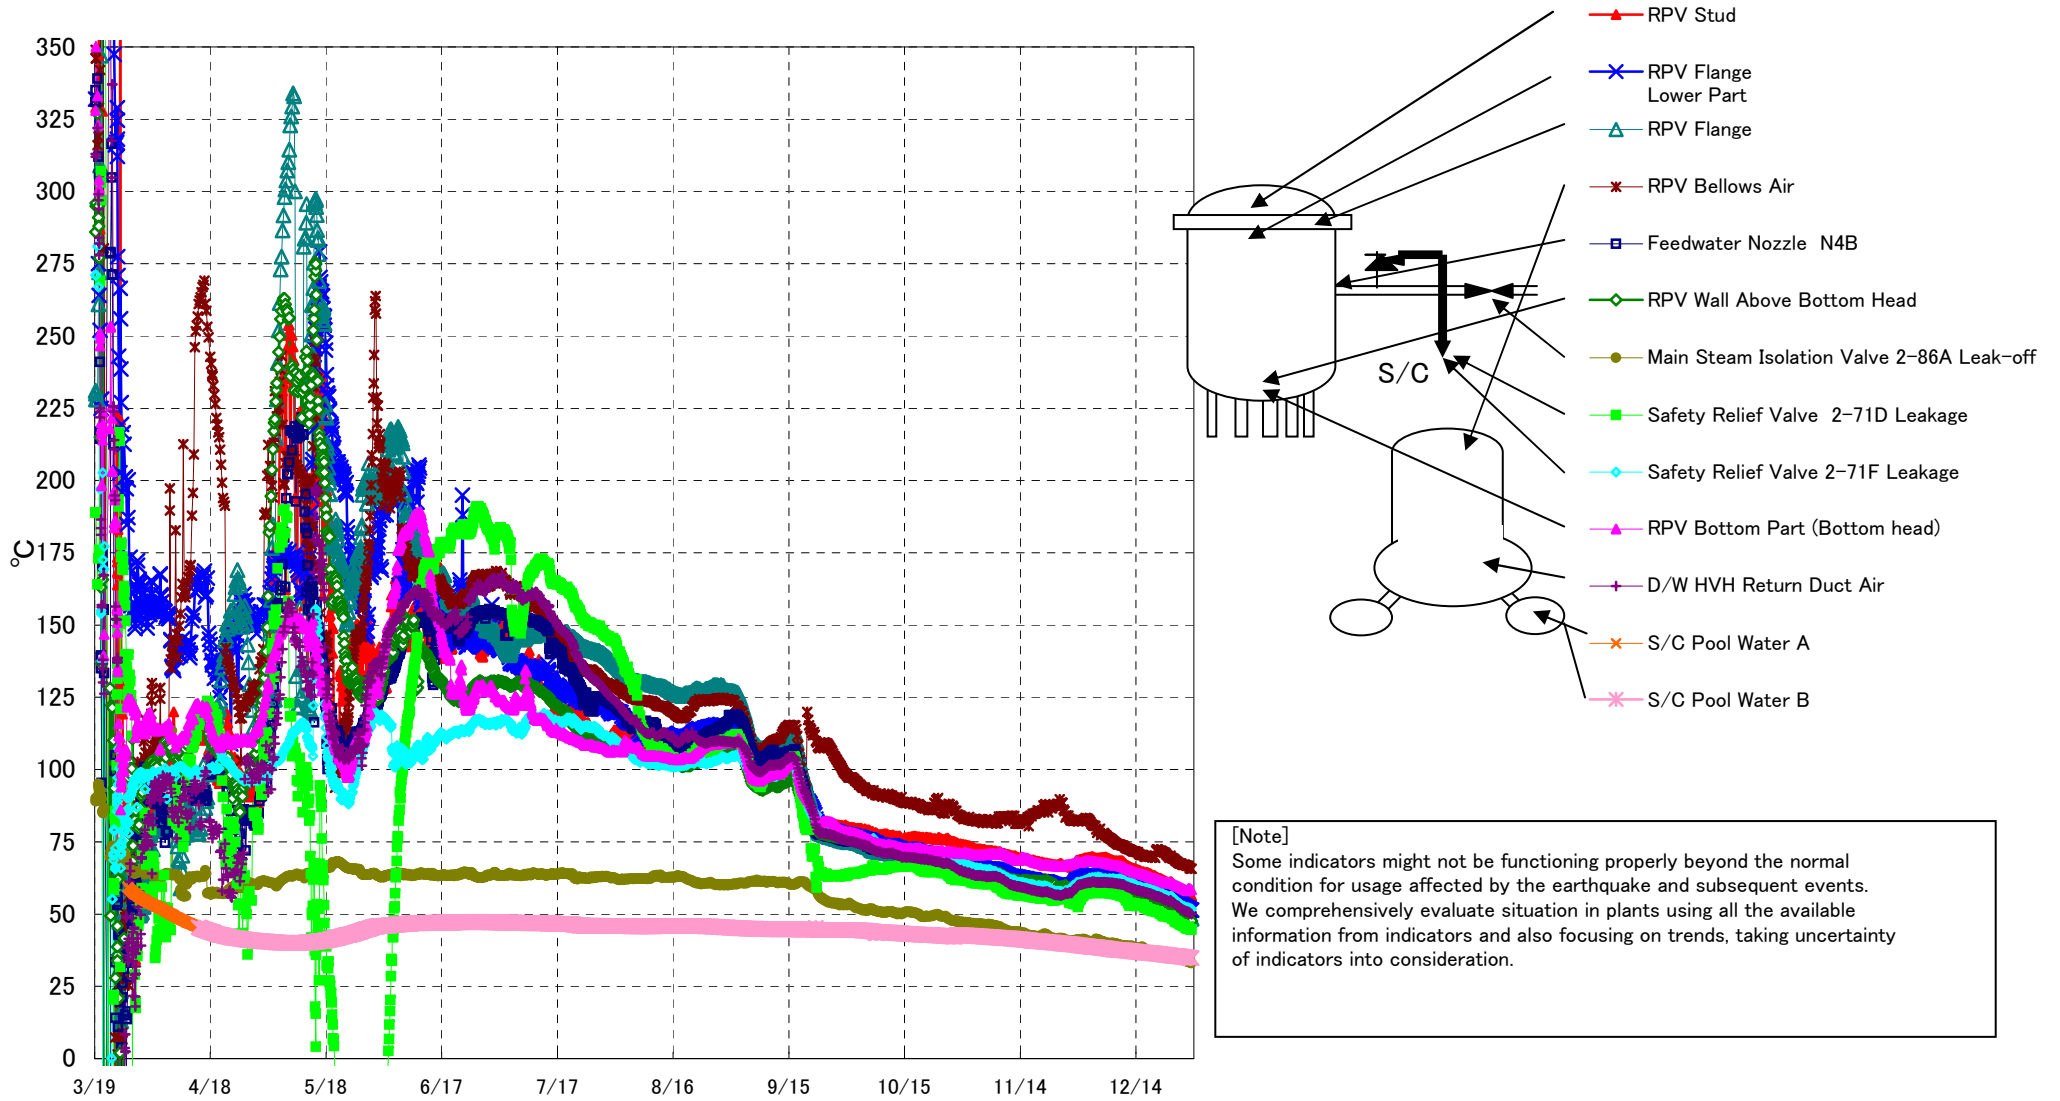 350
325
300
275
250
225
200
175
150
125
100
75
50
25
0
℃
3/19 4/18 5/18 6/17 7/17 8/16 9/15 10/15 11/14 12/14
S/C
RPV Stud
RPV Flange
Lower Part
RPV Flange
RPV Bellows Air
Feedwater Nozzle N4B
RPV Wall Above Bottom Head
Main Steam Isolation Valve 2-86A Leak-off
Safety Relief Valve 2-71D Leakage
Safety Relief Valve 2-71F Leakage
RPV Bottom Part (Bottom head)
D/W HVH Return Duct Air
S/C Pool Water A
S/C Pool Water B
[Note]
Some indicators might not be functioning properly beyond the normal
condition for usage affected by the earthquake and subsequent events.
We comprehensively evaluate situation in plants using all the available
information from indicators and also focusing on trends, taking uncertainty
of indicators into consideration.